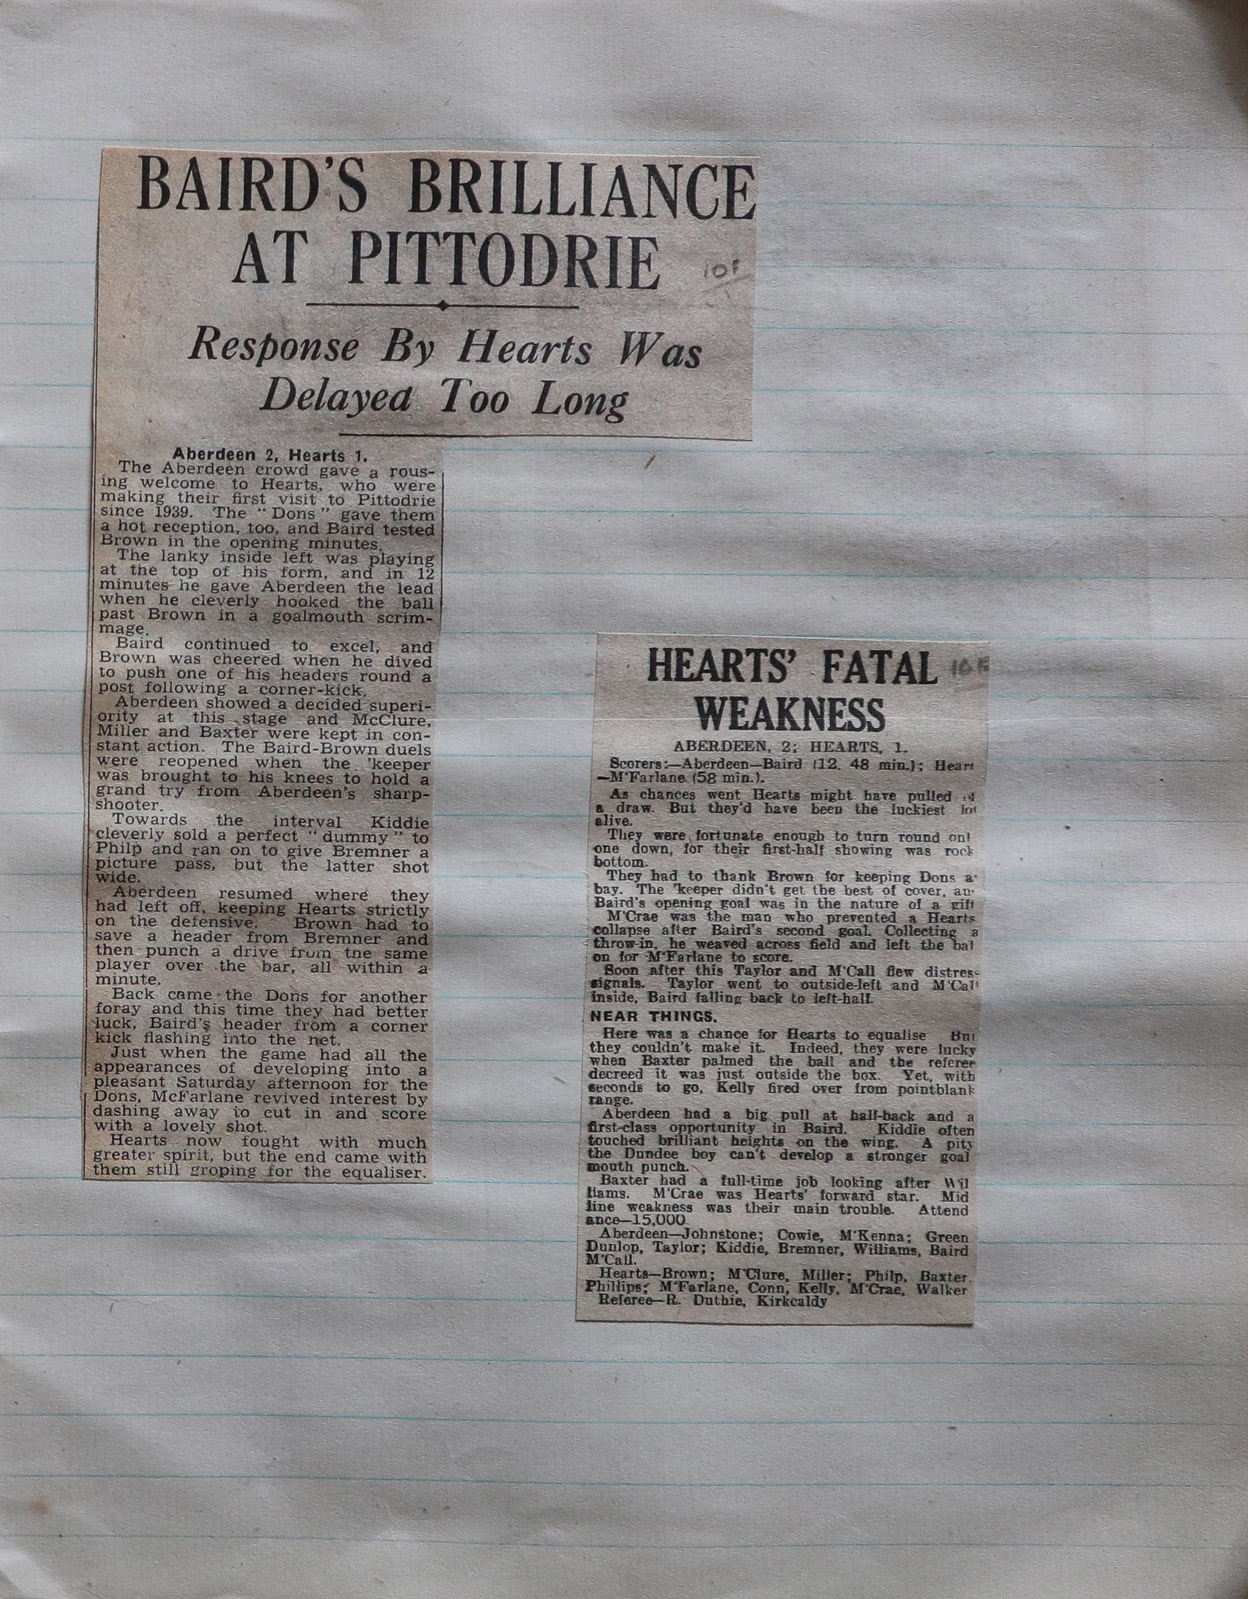 BAIRD'S BRILLIANCE
AT PITTODRIE
10F
Response By Hearts Was
Delayed Too Long
Aberdeen 2, Hearts 1.
The Aberdeen crowd gave a rous-
ing welcome to Hearts, who were
making their first visit to Pittodrie
since 1939. The "Dons" gave them
a hot reception, too, and Baird tested
Brown in the opening minutes.
The lanky inside left was playing
at the top of his form, and in 12
minutes he gave Aberdeen the lead
when he cleverly hooked the ball
past Brown in a goalmouth scrim-
mage.
Baird continued to excel, and
Brown was cheered when he dived
to push one of his headers round a
post following a corner-kick.
Aberdeen showed a decided superi-
ority at this stage and McClure,
Miller and Baxter were kept in con-
stant action. The Baird-Brown duels
were reopened when the 'keeper
was brought to his knees to hold a
grand try from Aberdeen's sharp-
shooter.
Towards the interval Kiddie
cleverly sold a perfect "dummy" to
Philp and ran on to give Bremner a
picture pass, but the latter shot
wide.
Aberdeen resumed where they
had left off, keeping Hearts strictly
on the defensive. Brown had to
save a header from Bremner and
then punch a drive from the same
player over the bar, all within a
minute.
Back came the Dons for another
foray and this time they had better
luck, Baird's header from a corner
kick flashing into the net.
Just when the game had all the
appearances of developing into a
pleasant Saturday afternoon for the
Dons, McFarlane revived interest by
dashing away to cut in and score
with a lovely shot.
Hearts now fought with much
greater spirit, but the end came with
them still groping for the equaliser.
HEARTS' FATAL
10F
WEAKNESS
ABERDEEN, 2; HEARTS, 1.
Scorers:—Aberdeen—Baird (12, 48 min.); Heart
—M'Farlane (58 min.).
As chances went Hearts might have pulled of
a draw. But they'd have been the luckiest lot
alive.
They were fortunate enough to turn round onl
one down, for their first-half showing was rock
bottom.
They had to thank Brown for keeping Dons a
bay. The 'keeper didn't get the best of cover, an
Baird's opening goal was in the nature of a gift
M'Crae was the man who prevented a Hearts
collapse after Baird's second goal. Collecting a
throw-in, he weaved across field and left the bal
on for M'Farlane to score.
Soon after this Taylor and M'Call flew distres
signals. Taylor went to outside-left and M'Cal
inside, Baird falling back to left-half.
NEAR THINGS.
Here was a chance for Hearts to equalise But
they couldn't make it. Indeed, they were lucky
when Baxter palmed the ball and the referee
decreed it was just outside the box. Yet, with
seconds to go, Kelly fired over from pointblank
range.
Aberdeen had a big pull at half-back and a
first-class opportunity in Baird. Kiddie often
touched brilliant heights on the wing. A pity
the Dundee boy can't develop a stronger goal
mouth punch.
Baxter had a full-time job looking after Wil
liams. M'Crae was Hearts' forward star. Mid
line weakness was their main trouble. Attend
ance—15,000.
Aberdeen—Johnstone; Cowie, M'Kenna; Green
Dunlop, Taylor; Kiddie, Bremner, Williams, Baird
M'Call.
Hearts—Brown; M'Clure, Miller; Philp, Baxter,
Phillips; M'Farlane, Conn, Kelly, M'Crae, Walker
Referee—R. Duthie, Kirkcaldy